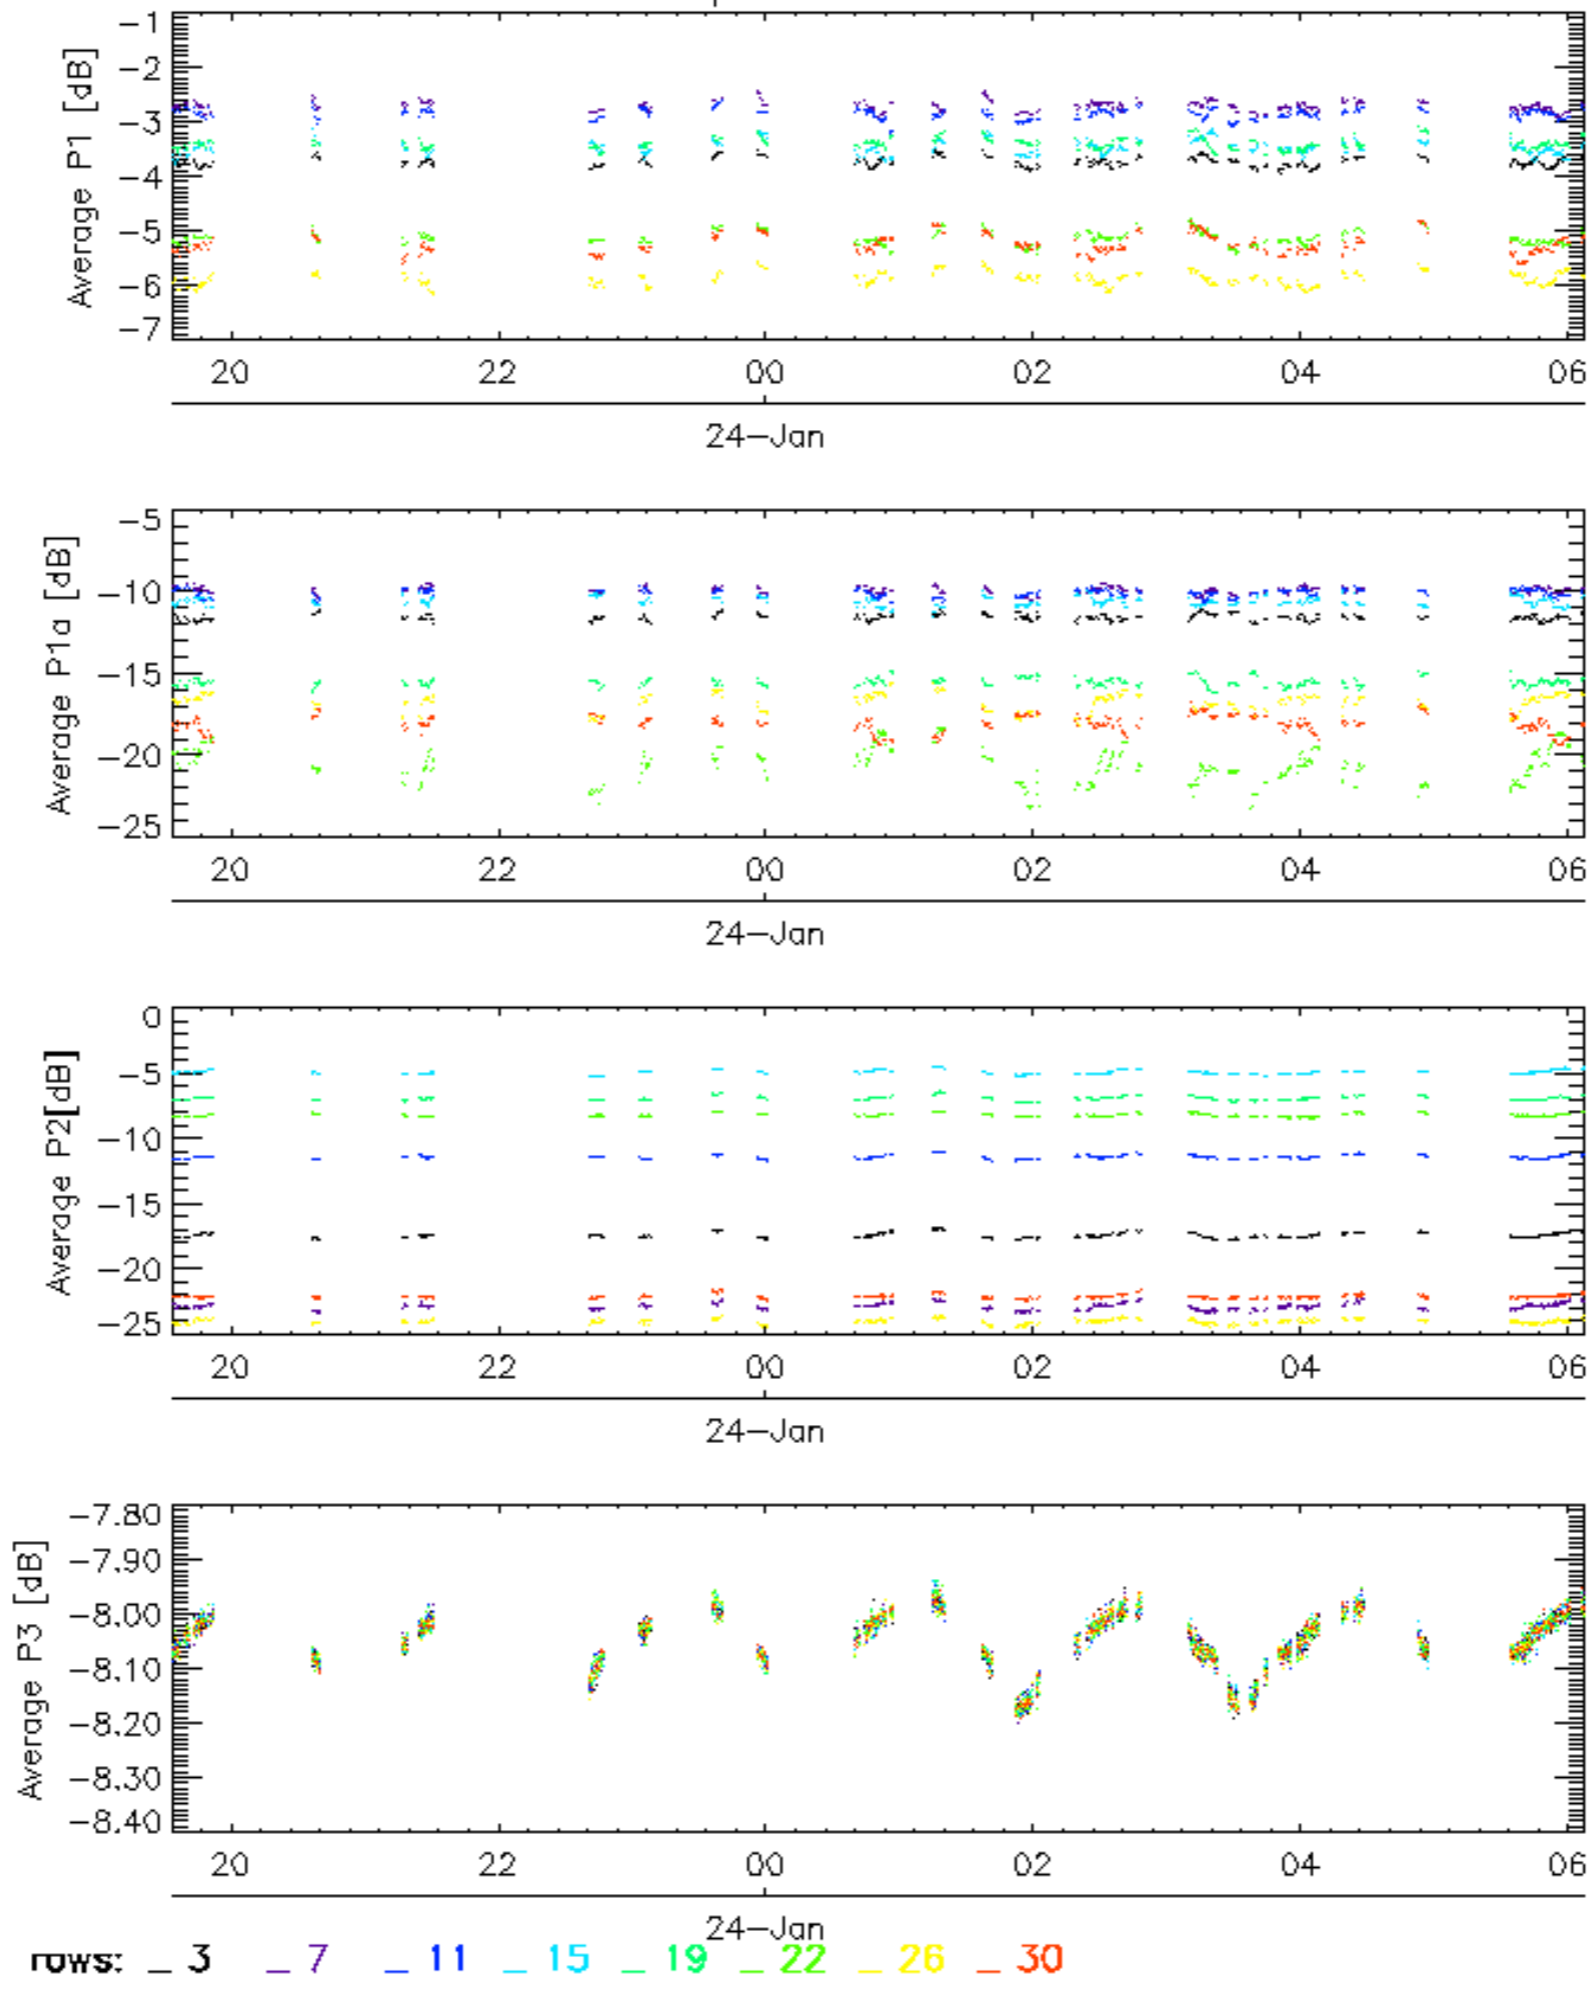 Average P1 [dB]
-1
-2
-3
-4
-5
-6
-7
20 22 00 02 04 06
24-Jan
Average P1a [dB]
-5
-10
-15
-20
-25
20 22 00 02 04 06
24-Jan
Average P2[dB]
0
-5
-10
-15
-20
-25
20 22 00 02 04 06
24-Jan
Average P3 [dB]
-7.80
-7.90
-8.00
-8.10
-8.20
-8.30
-8.40
20 22 00 02 04 06
24-Jan
rows: _ 3 _ 7 _ 11 _ 15 _ 19 _ 22 _ 26 _ 30